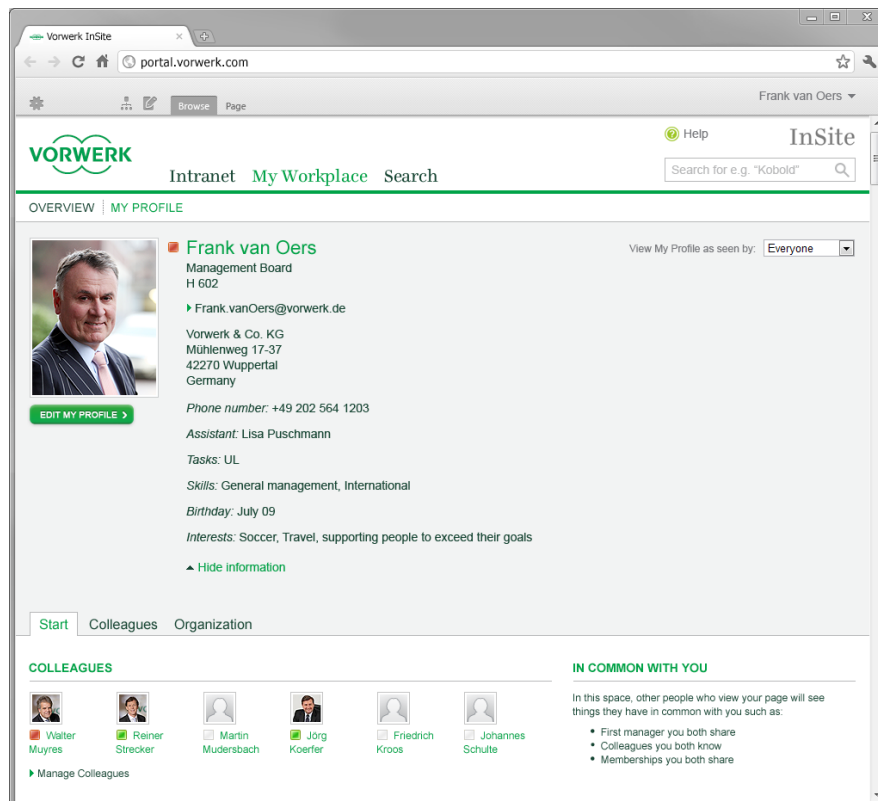 Vorwerk InSite
portal.vorwerk.com
Frank van Oers
Browse Page
Help
InSite
VORWERK
Intranet My Workplace Search
Search for e.g. "Kobold"
OVERVIEW MY PROFILE
Frank van Oers
View My Profile as seen by: Everyone
Management Board
H 602
Frank.vanOers@vorwerk.de
Vorwerk & Co. KG
Mühlenweg 17-37
42270 Wuppertal
Germany
EDIT MY PROFILE
Phone number: +49 202 564 1203
Assistant: Lisa Puschmann
Tasks: UL
Skills: General management, International
Birthday: July 09
Interests: Soccer, Travel, supporting people to exceed their goals
Hide information
Start Colleagues Organization
COLLEAGUES
Walter
Muyres
Reiner
Strecker
Martin
Mudersbach
Jörg
Koerfer
Friedrich
Kroos
Johannes
Schulte
Manage Colleagues
IN COMMON WITH YOU
In this space, other people who view your page will see
things they have in common with you such as:
• First manager you both share
• Colleagues you both know
• Memberships you both share